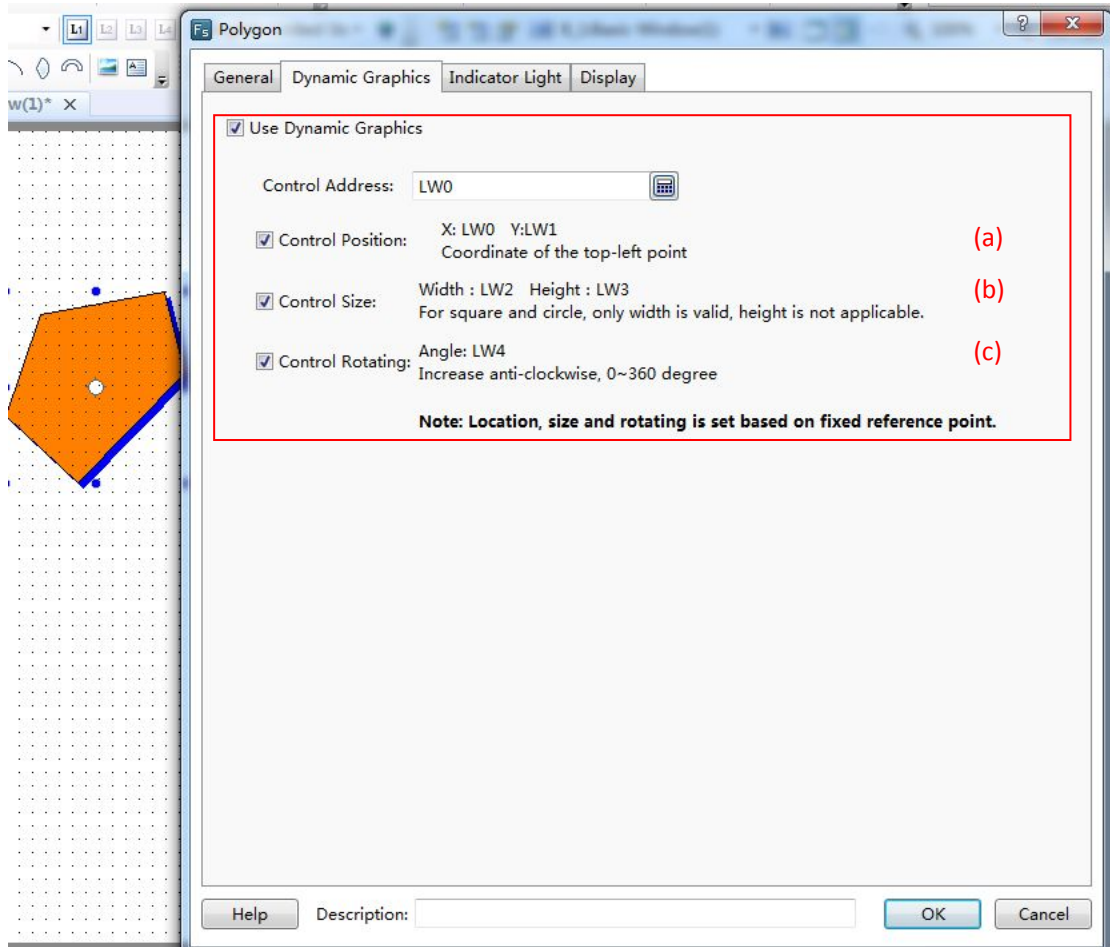 L1 L2 L3 L4
Fs Polygon
w(1)*
General Dynamic Graphics Indicator Light Display
Use Dynamic Graphics
Control Address: LW0
Control Position: X: LW0 Y:LW1 (a)
Coordinate of the top-left point
Control Size: Width : LW2 Height : LW3 (b)
For square and circle, only width is valid, height is not applicable.
Control Rotating: Angle: LW4 (c)
Increase anti-clockwise, 0~360 degree
Note: Location, size and rotating is set based on fixed reference point.
Help Description: OK Cancel